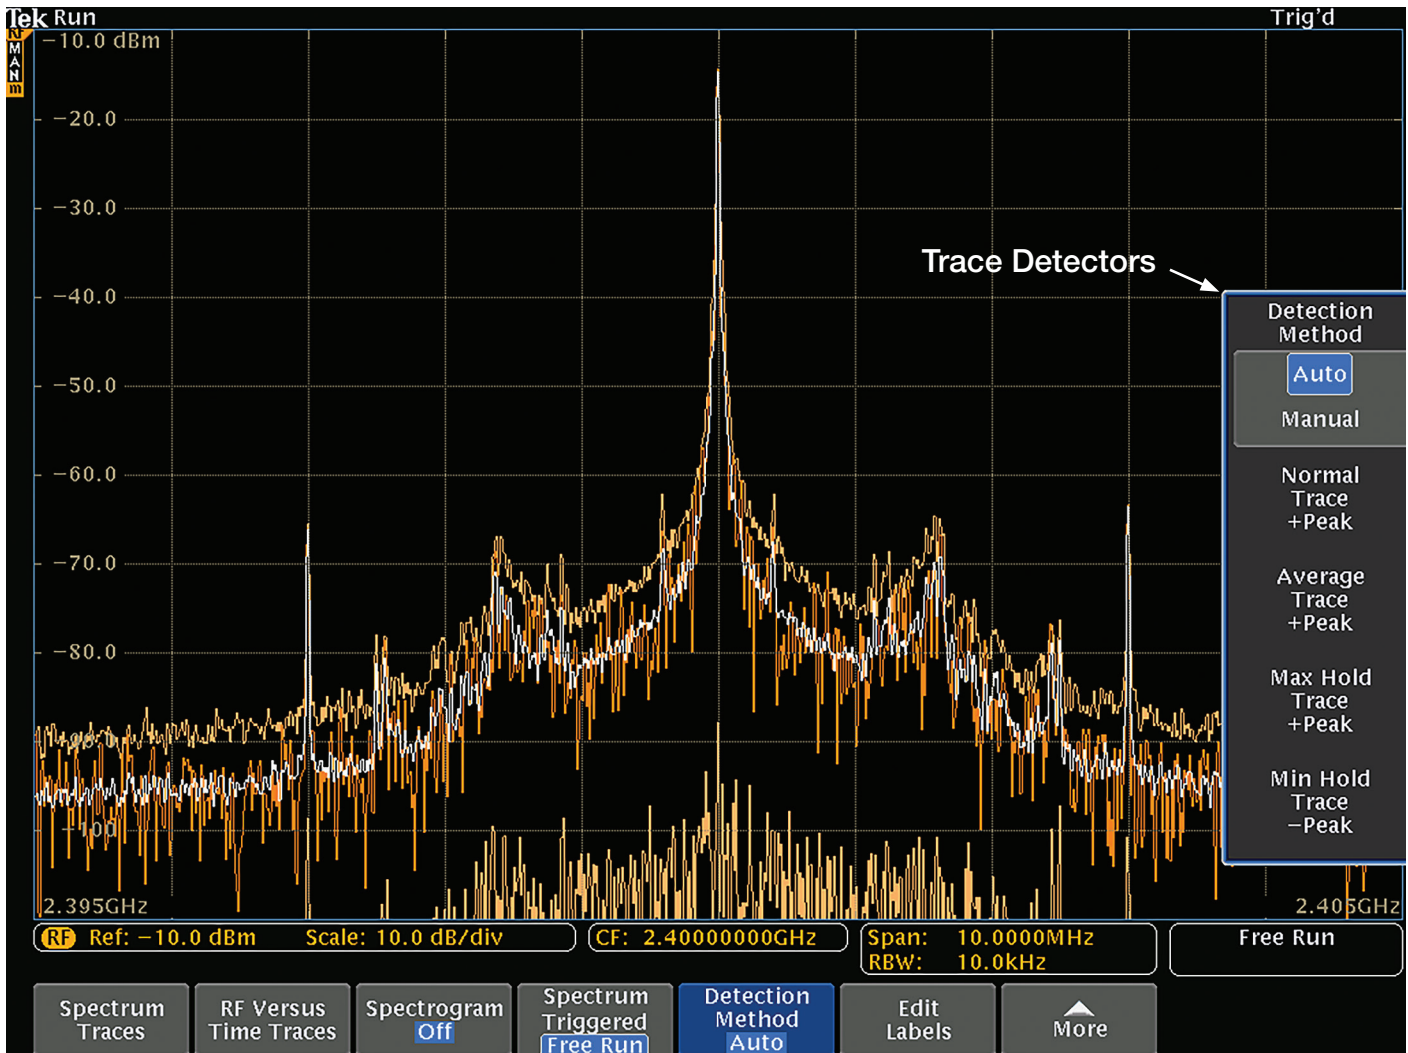 Tek Run
Trig'd
RF
M
A
N
m
−10.0 dBm
−20.0
−30.0
−40.0
−50.0
−60.0
−70.0
−80.0
−90.0
−100
2.395GHz
2.405GHz
Trace Detectors
Detection
Method
Auto
Manual
Normal
Trace
+Peak
Average
Trace
+Peak
Max Hold
Trace
+Peak
Min Hold
Trace
−Peak
RF Ref: −10.0 dBm Scale: 10.0 dB/div
CF: 2.40000000GHz
Span: 10.0000MHz
RBW: 10.0kHz
Free Run
Spectrum
Traces
RF Versus
Time Traces
Spectrogram
Off
Spectrum
Triggered
Free Run
Detection
Method
Auto
Edit
Labels
More